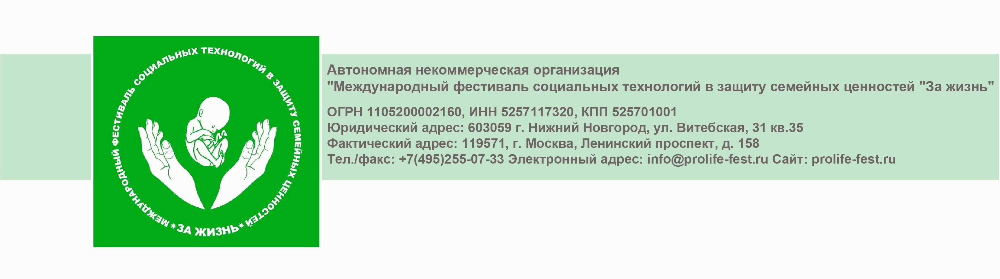 МЕЖДУНАРОДНЫЙ ФЕСТИВАЛЬ СОЦИАЛЬНЫХ ТЕХНОЛОГИЙ В ЗАЩИТУ СЕМЕЙНЫХ ЦЕННОСТЕЙ
*ЗА ЖИЗНЬ*
Автономная некоммерческая организация
"Международный фестиваль социальных технологий в защиту семейных ценностей "За жизнь"
ОГРН 1105200002160, ИНН 5257117320, КПП 525701001
Юридический адрес: 603059 г. Нижний Новгород, ул. Витебская, 31 кв.35
Фактический адрес: 119571, г. Москва, Ленинский проспект, д. 158
Тел./факс: +7(495)255-07-33 Электронный адрес: info@prolife-fest.ru Сайт: prolife-fest.ru